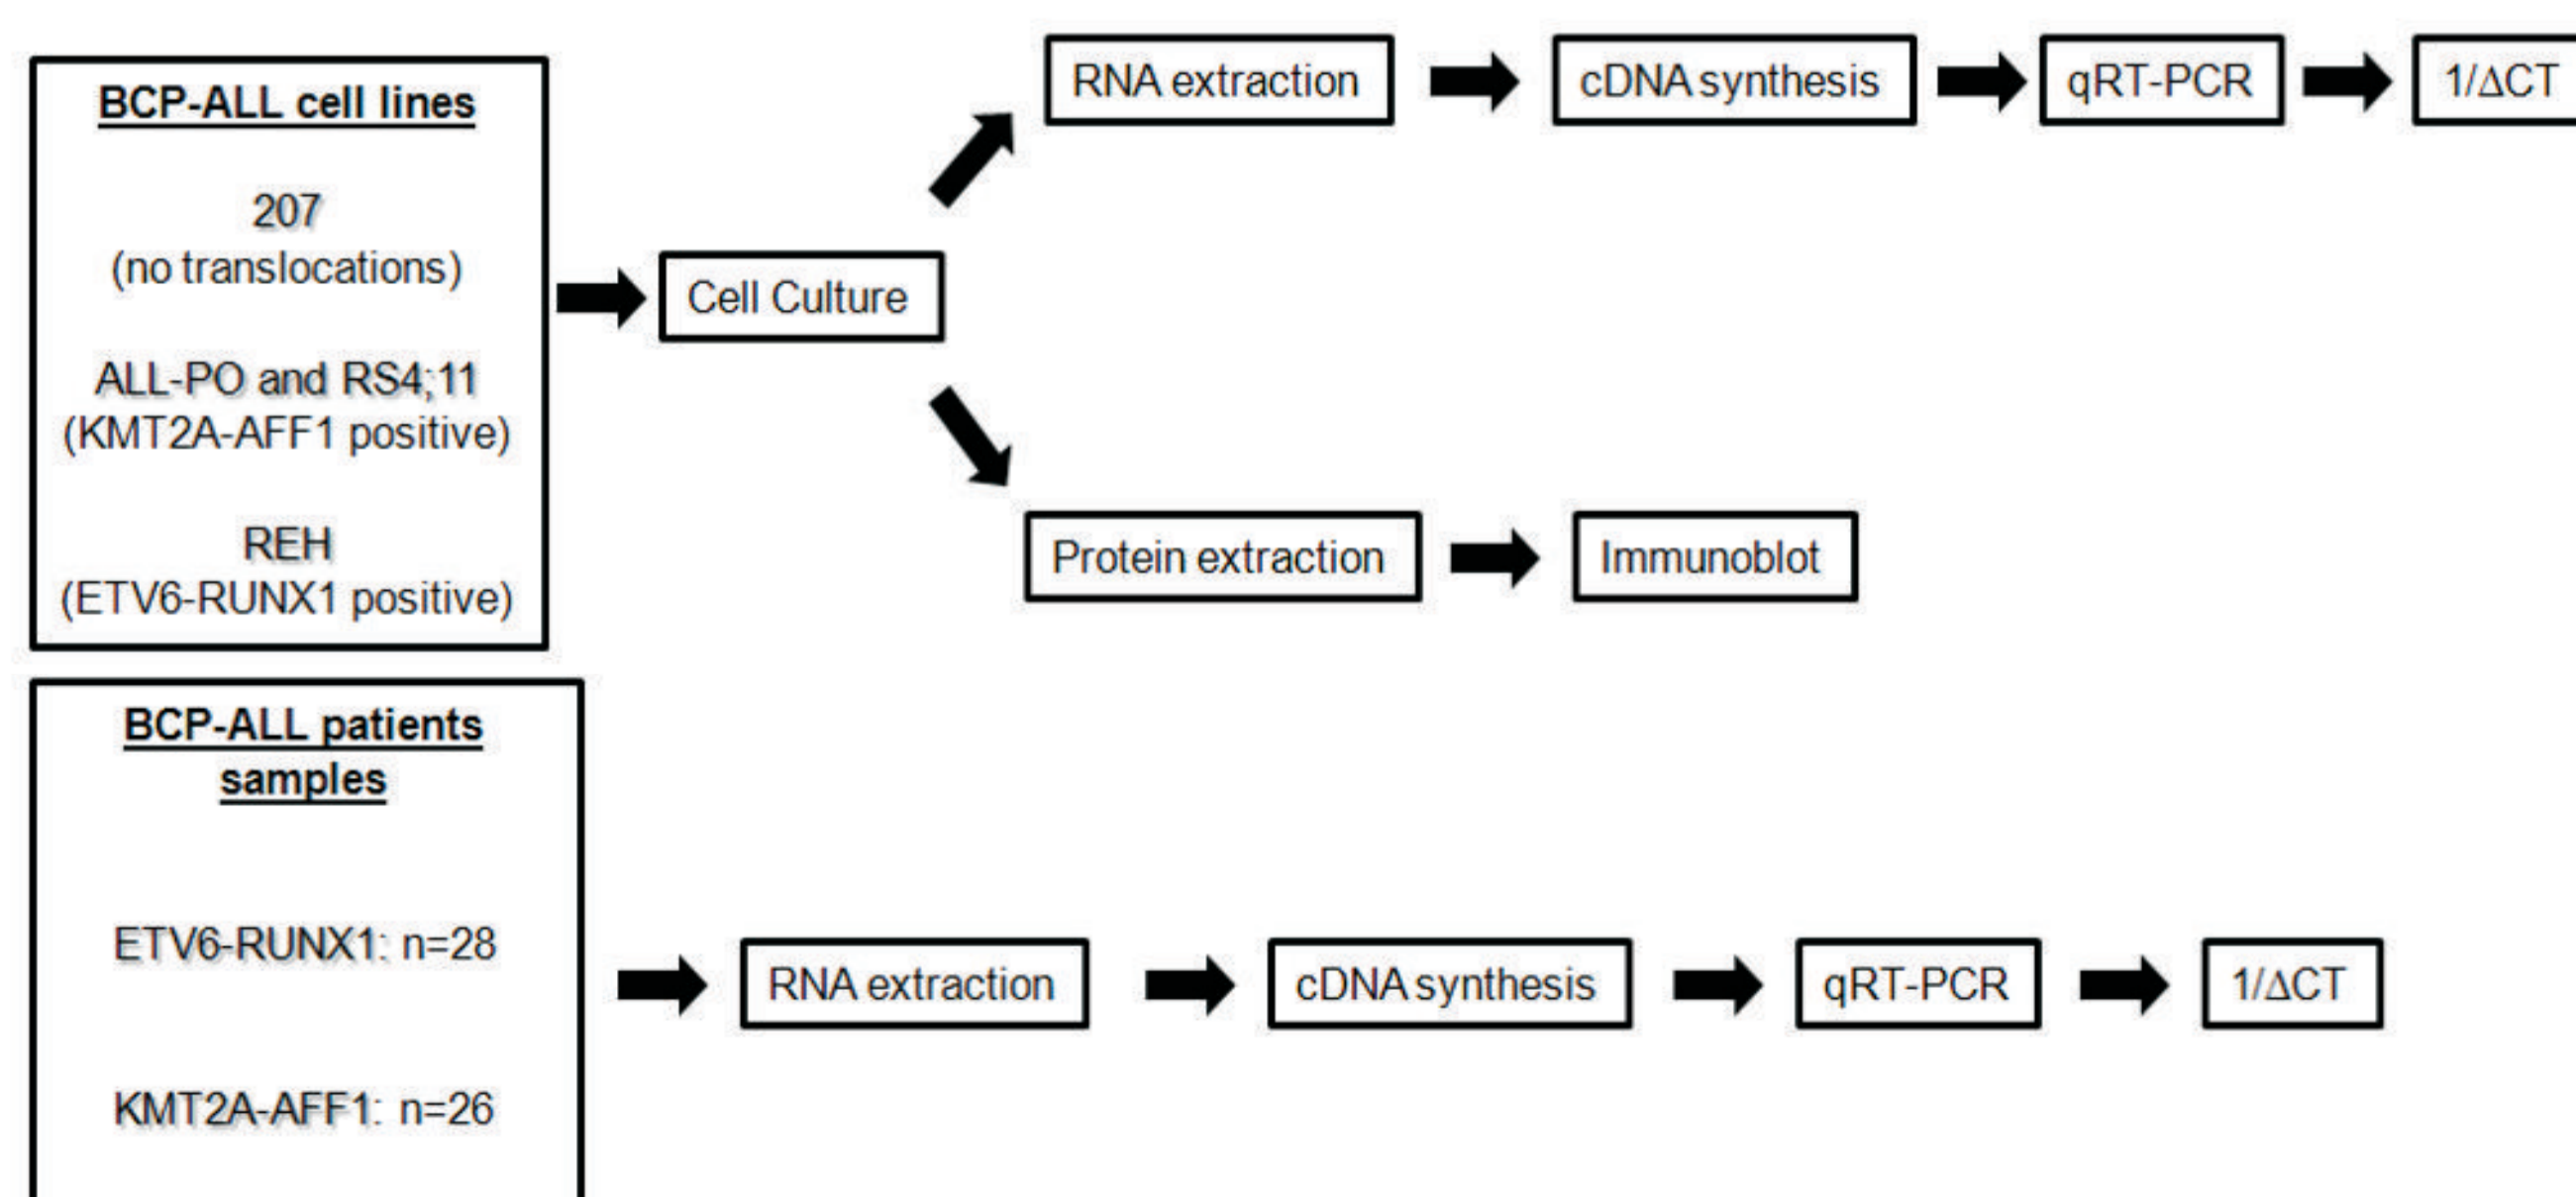 BCP-ALL cell lines
207
(no translocations)
ALL-PO and RS4;11
(KMT2A-AFF1 positive)
REH
(ETV6-RUNX1 positive)
Cell Culture
RNA extraction
cDNA synthesis
qRT-PCR
1/ΔCT
Protein extraction
Immunoblot
BCP-ALL patients
samples
ETV6-RUNX1: n=28
KMT2A-AFF1: n=26
RNA extraction
cDNA synthesis
qRT-PCR
1/ΔCT